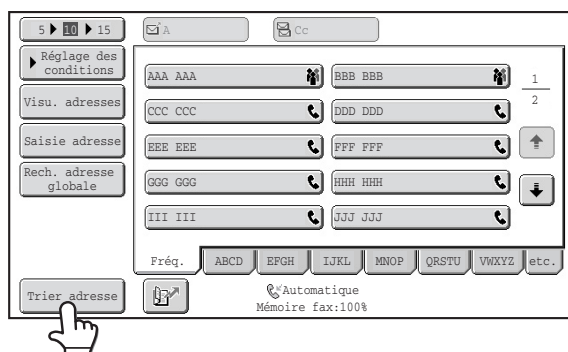 5 10 15
A
Cc
Réglage des
conditions
Visu. adresses
Saisie adresse
Rech. adresse
globale
Trier adresse
AAA AAA
BBB BBB
CCC CCC
DDD DDD
EEE EEE
FFF FFF
GGG GGG
HHH HHH
III III
JJJ JJJ
1
2
Fréq. ABCD EFGH IJKL MNOP QRSTU VWXYZ etc.
Automatique
Mémoire fax:100%